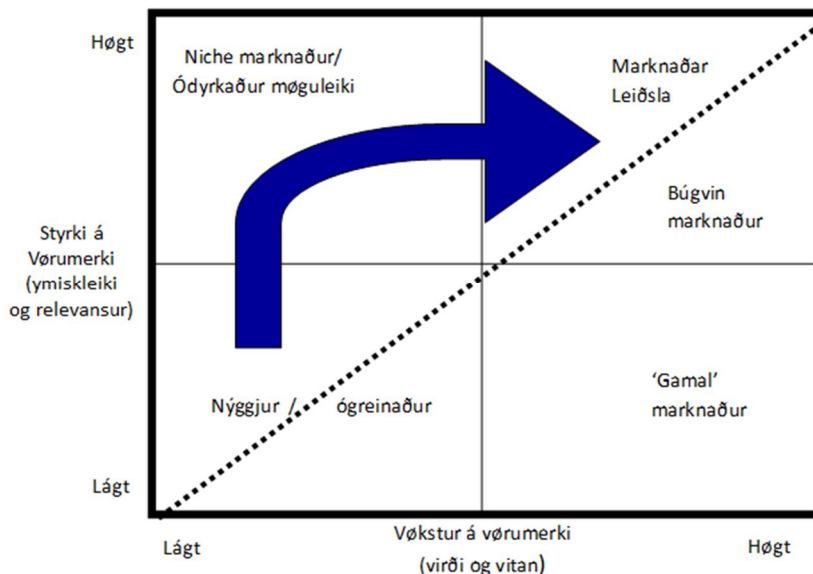 Høgt
Niche marknaður/
Ódyrkaður møguleiki
Marknaðar
Leiðsla
Búgvin
marknaður
Styrki á
Vørumerki
(ymiskleiki
og relevansur)
Nýggjur / ógreinaður
‘Gamal’
marknaður
Lágt
Lágt
Vøkstur á vørumerki
(virði og vitan)
Høgt